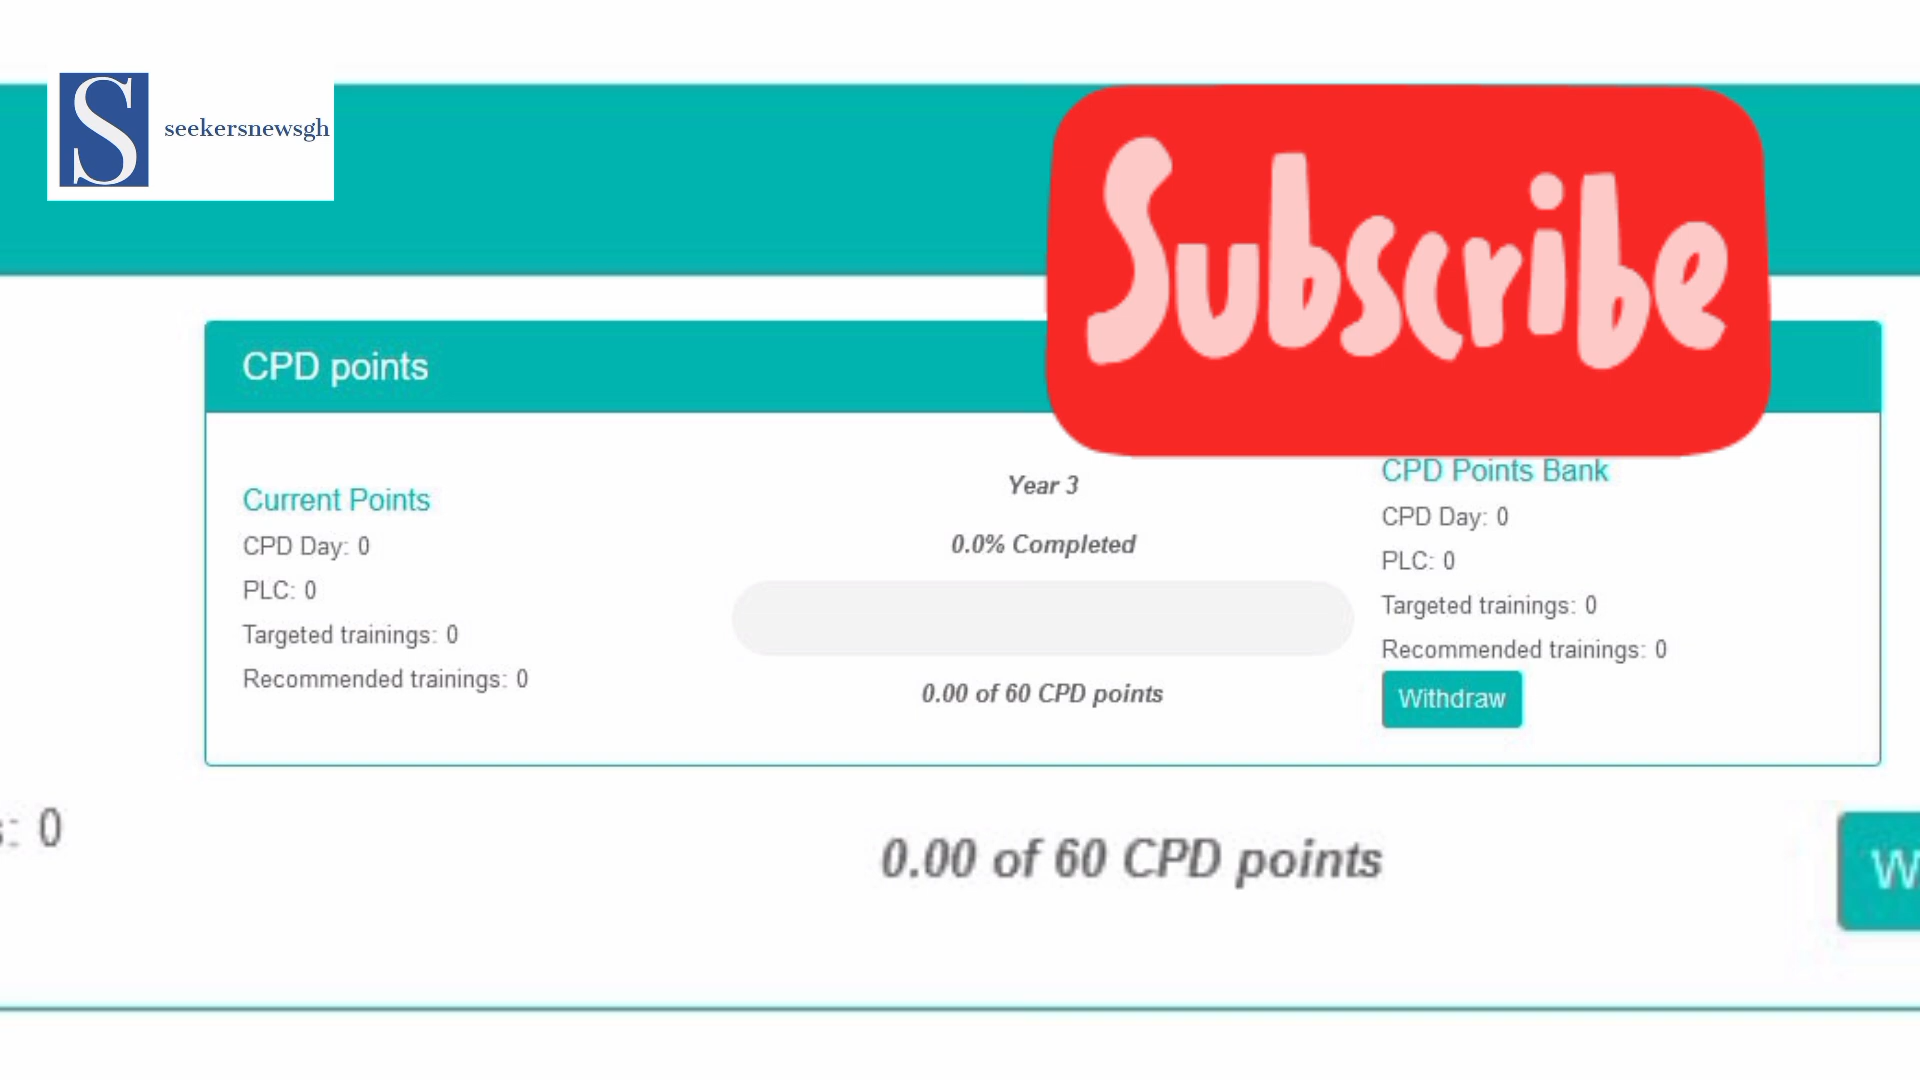 S
seekersnewsgh
Subscribe
CPD points
Current Points
CPD Day: 0
PLC: 0
Targeted trainings: 0
Recommended trainings: 0
Year 3
0.0% Completed
0.00 of 60 CPD points
CPD Points Bank
CPD Day: 0
PLC: 0
Targeted trainings: 0
Recommended trainings: 0
Withdraw
s: 0
0.00 of 60 CPD points
W